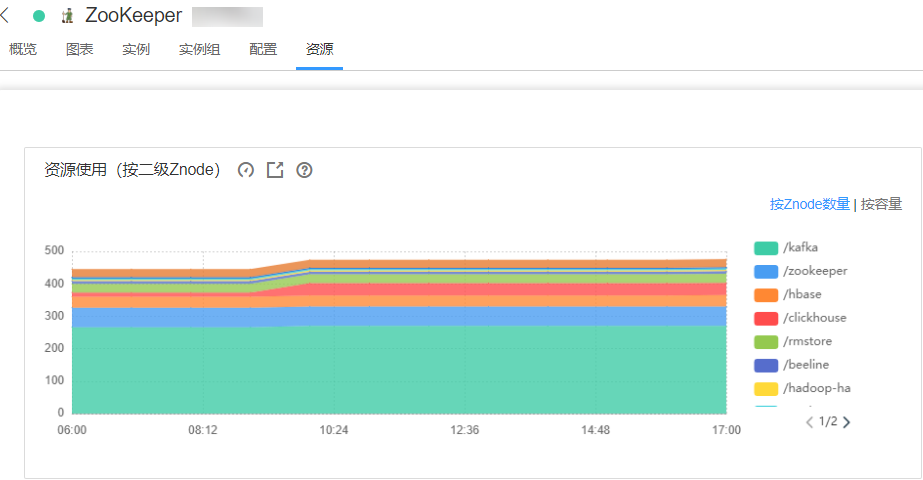 ZooKeeper
概览 图表 实例 实例组 配置 资源
资源使用（按二级Znode）
按Znode数量 | 按容量
500
400
300
200
100
0
06:00 08:12 10:24 12:36 14:48 17:00
/kafka
/zookeeper
/hbase
/clickhouse
/rmstore
/beeline
/hadoop-ha
1/2